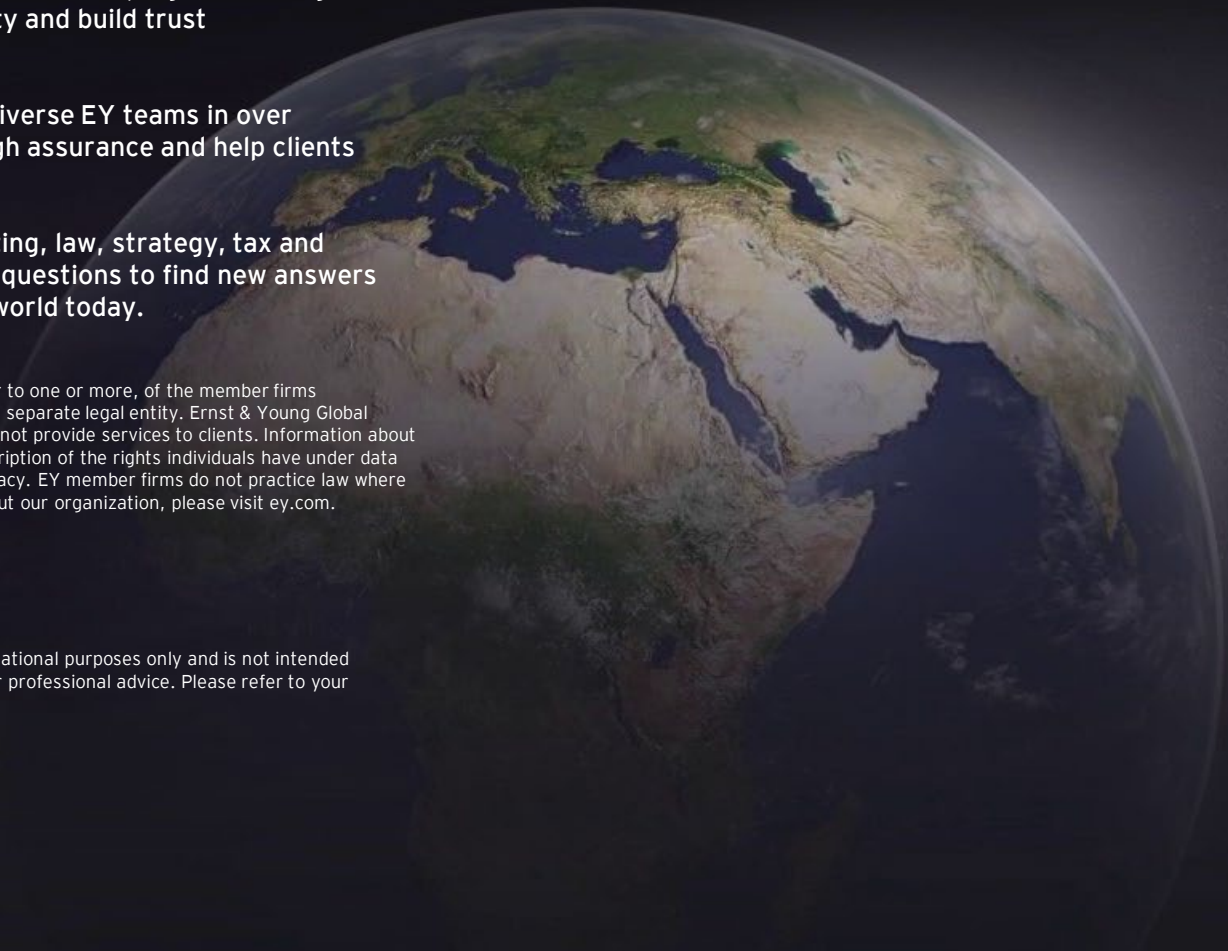 ty and build trust
iverse EY teams in over
gh assurance and help clients
ting, law, strategy, tax and
questions to find new answers
world today.
r to one or more, of the member firms
separate legal entity. Ernst & Young Global
not provide services to clients. Information about
ription of the rights individuals have under data
acy. EY member firms do not practice law where
ut our organization, please visit ey.com.
ational purposes only and is not intended
r professional advice. Please refer to your